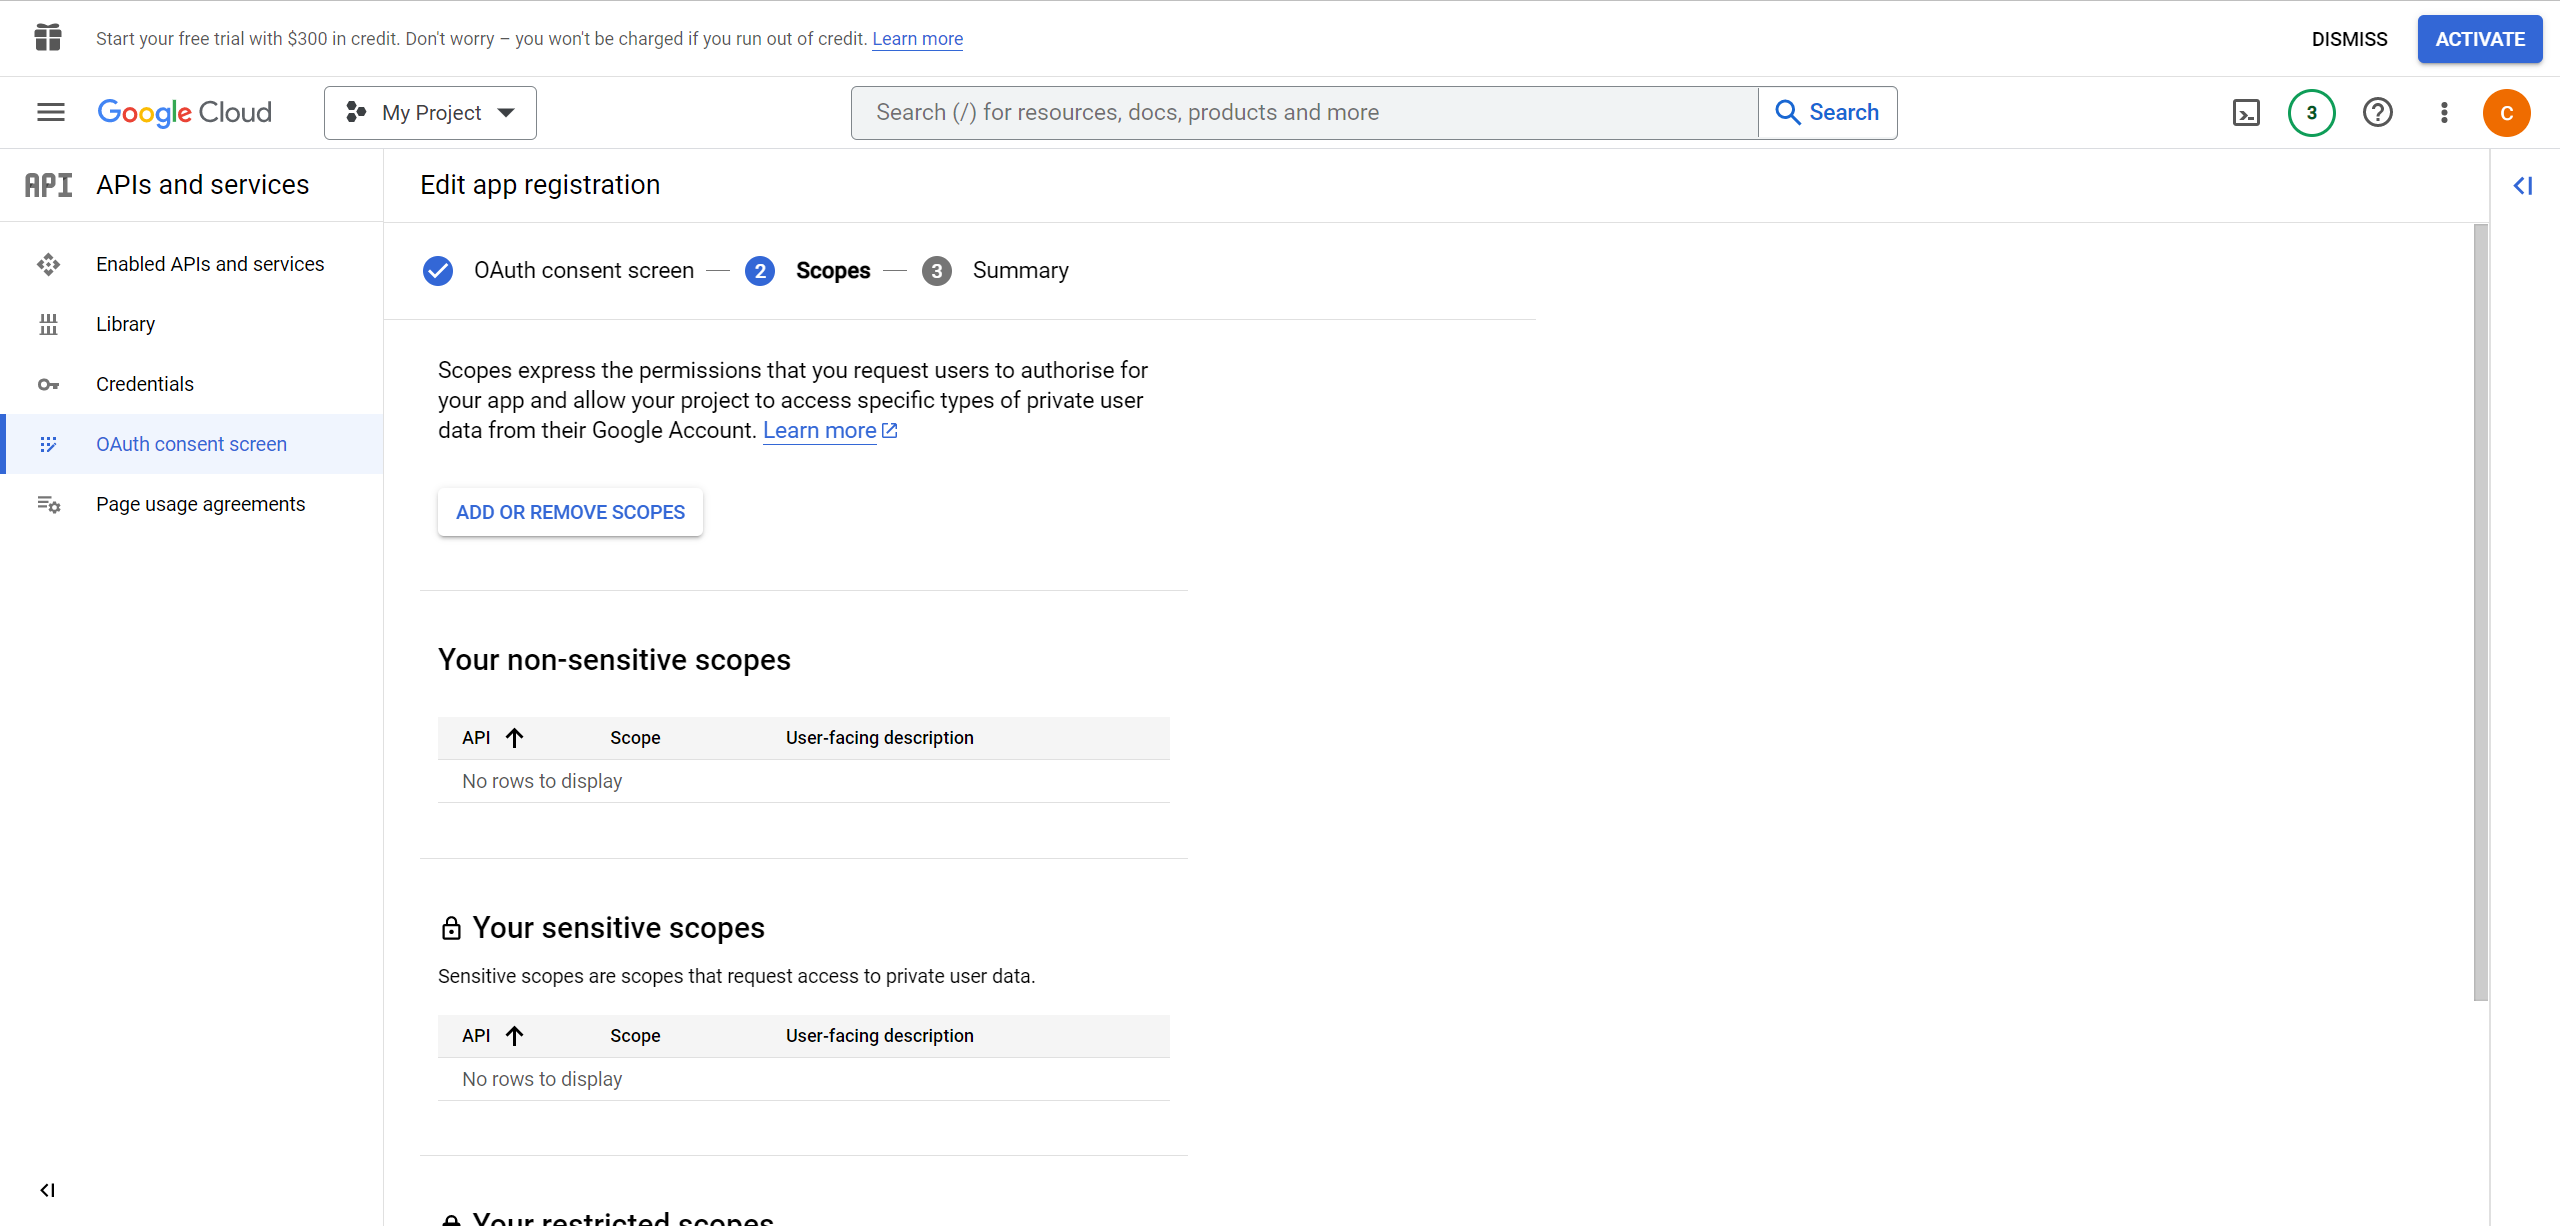 Start your free trial with $300 in credit. Don't worry – you won't be charged if you run out of credit. Learn more
DISMISS
ACTIVATE
Google Cloud
My Project
Search (/) for resources, docs, products and more
Search
3
C
API APIs and services
Enabled APIs and services
Library
Credentials
OAuth consent screen
Page usage agreements
Edit app registration
OAuth consent screen
2 Scopes
3 Summary
Scopes express the permissions that you request users to authorise for
your app and allow your project to access specific types of private user
data from their Google Account. Learn more
ADD OR REMOVE SCOPES
Your non-sensitive scopes
API Scope User-facing description
No rows to display
Your sensitive scopes
Sensitive scopes are scopes that request access to private user data.
API Scope User-facing description
No rows to display
Your restricted scopes